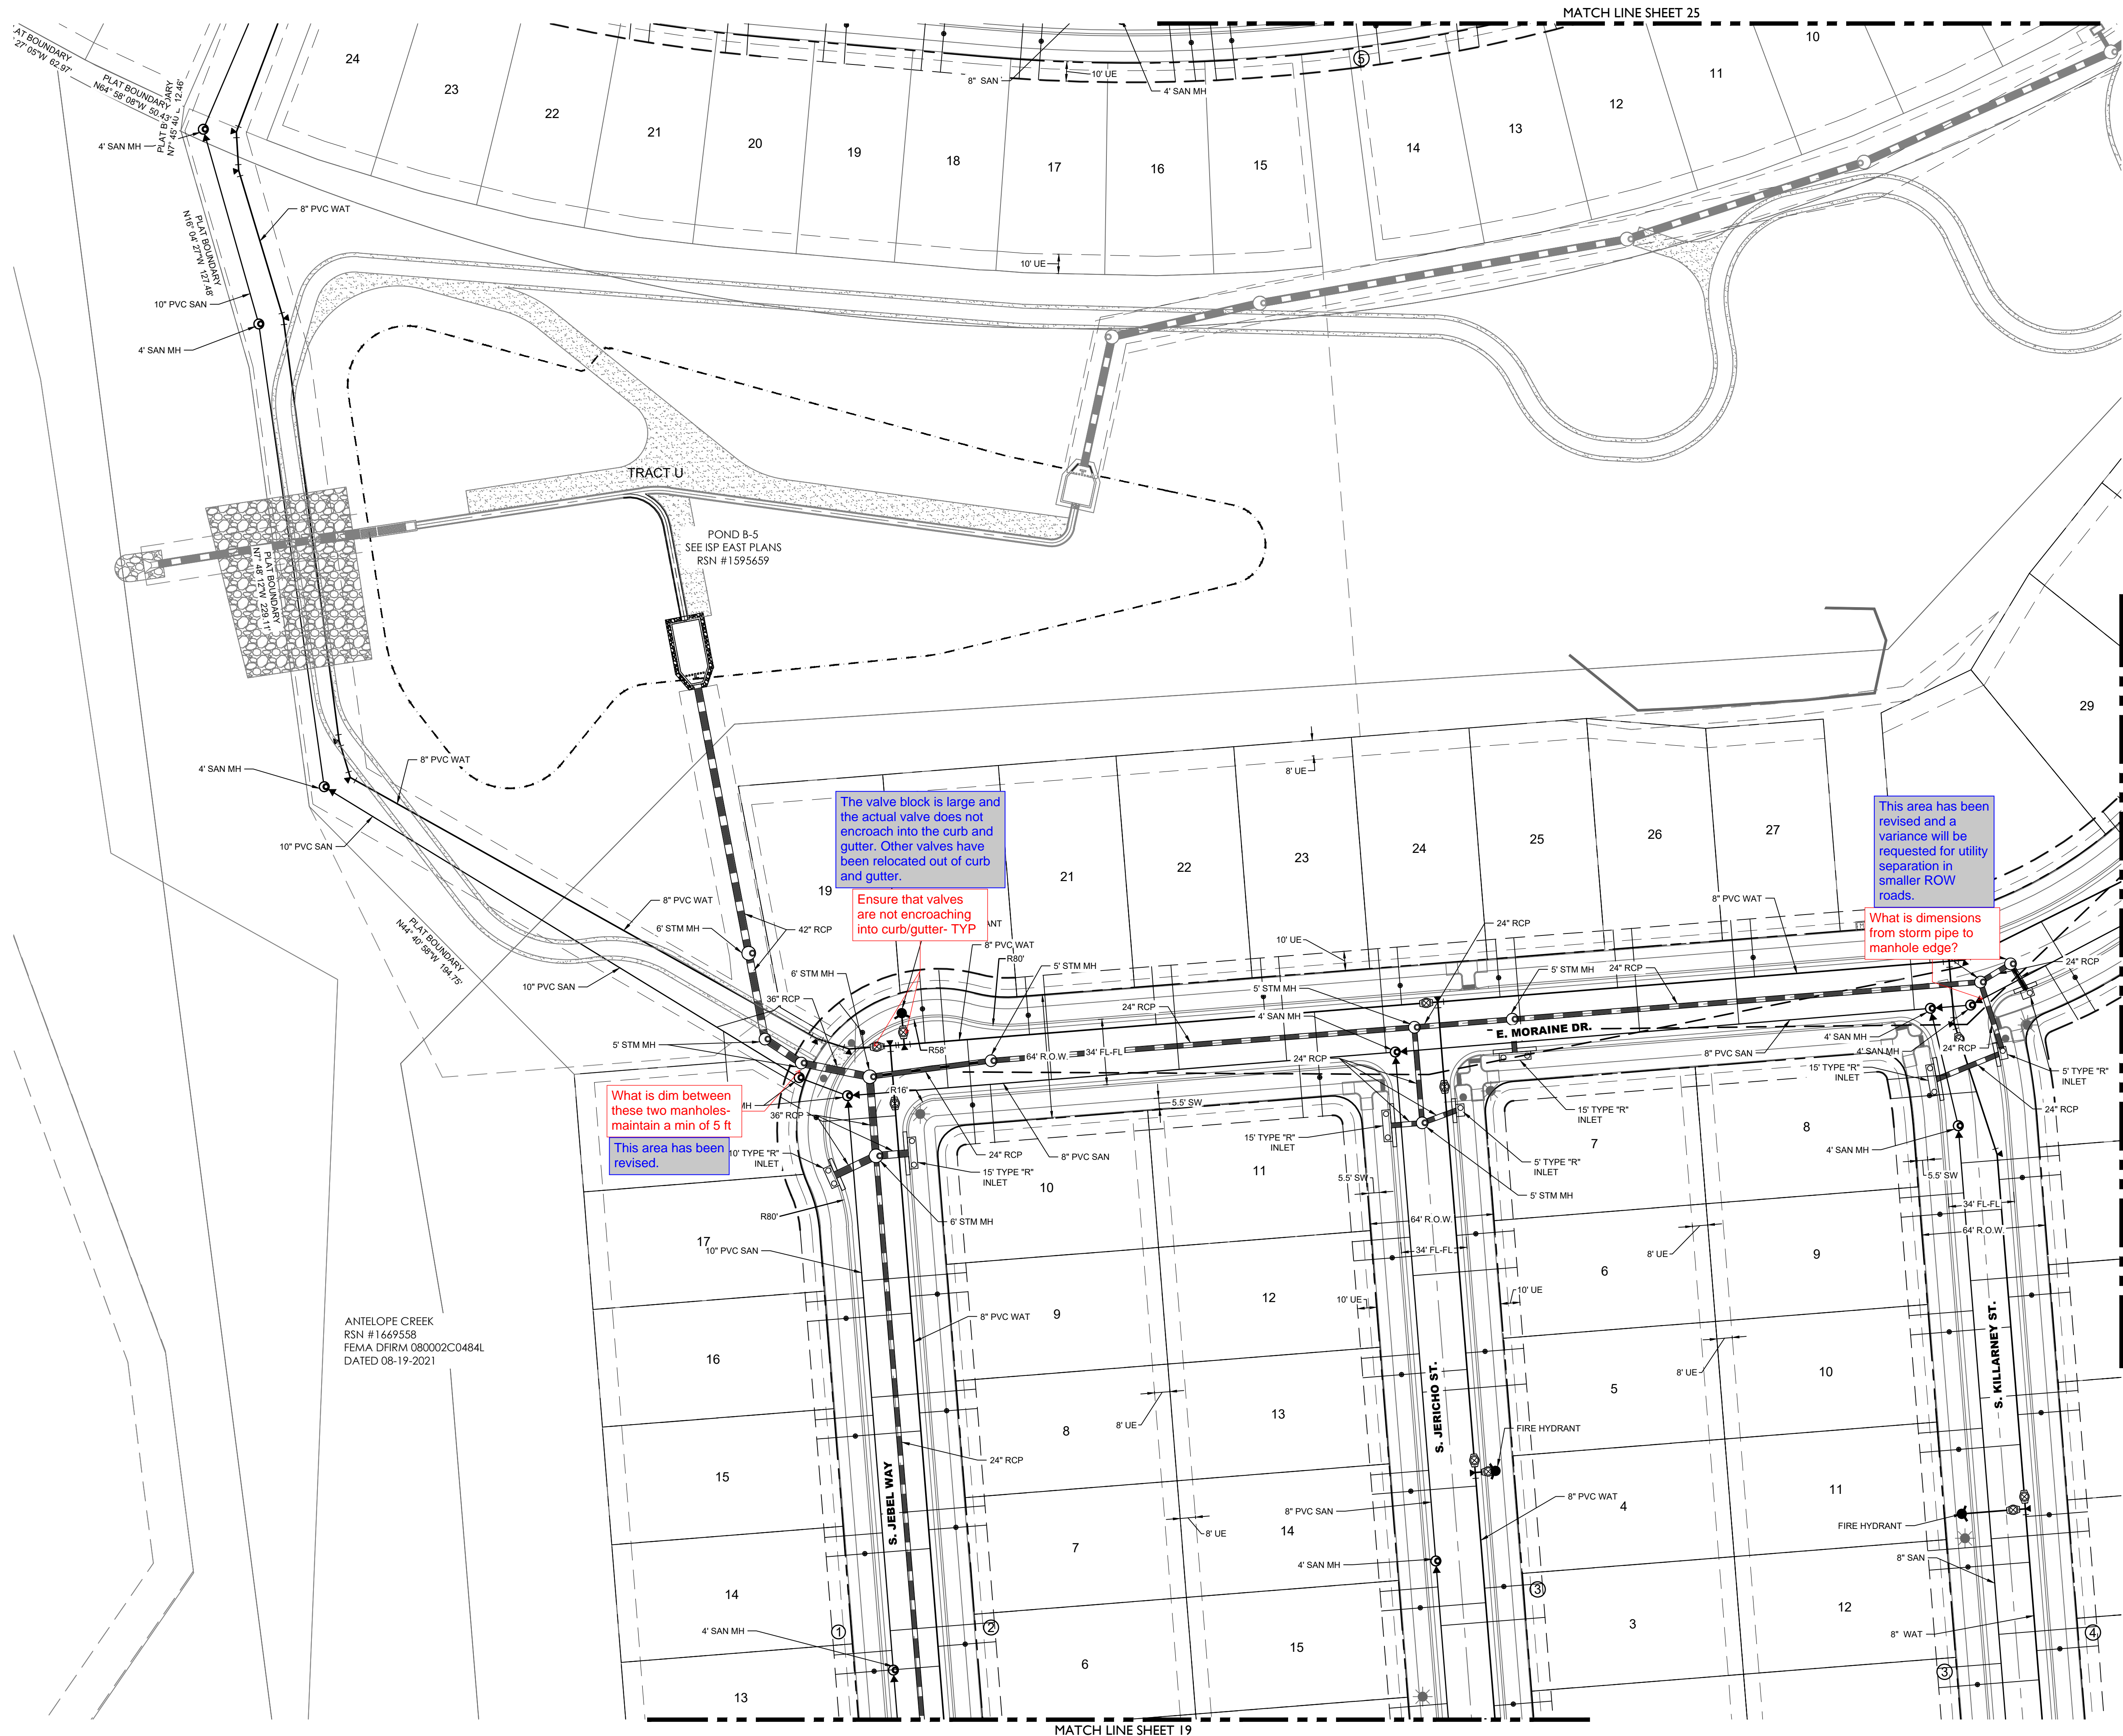 MATCH LINE SHEET 25
AT BOUNDARY
27' 05"W 62.97'
PLAT BOUNDARY
N64° 58' 08"W 50.43'
12.46'
4' SAN MH
24
23
22
21
20
19
18
17
16
15
14
13
12
11
10
8" SAN
10' UE
4' SAN MH
5
8" PVC WAT
PLAT BOUNDARY
N16° 04' 27"W 127.48'
10" PVC SAN
4' SAN MH
10' UE
TRACT U
POND B-5
SEE ISP EAST PLANS
RSN #1595659
PLAT BOUNDARY
N7° 48' 12"W 229.11'
4' SAN MH
8" PVC WAT
10" PVC SAN
8' UE
29
The valve block is large and
the actual valve does not
encroach into the curb and
gutter. Other valves have
been relocated out of curb
and gutter.
Ensure that valves
are not encroaching
into curb/gutter- TYP
ANT
This area has been
revised and a
variance will be
requested for utility
separation in
smaller ROW
roads.
What is dimensions
from storm pipe to
manhole edge?
19
21
22
23
24
25
26
27
8" PVC WAT
8" PVC WAT
PLAT BOUNDARY
N44° 40' 58"W 194.75'
6' STM MH
42" RCP
10" PVC SAN
6' STM MH
36" RCP
8" PVC WAT
R80'
5' STM MH
10' UE
24" RCP
5' STM MH
24" RCP
24" RCP
5' STM MH
24" RCP
4' SAN MH
E. MORAINE DR.
5' STM MH
R58'
64' R.O.W.
34' FL-FL
24" RCP
8" PVC SAN
4' SAN MH
4' SAN MH
24" RCP
R16'
5.5' SW
15' TYPE "R"
INLET
5' TYPE "R"
INLET
24" RCP
What is dim between
these two manholes-
maintain a min of 5 ft
MH
36" RCP
This area has been
revised.
10' TYPE "R"
INLET
24" RCP
8" PVC SAN
15' TYPE "R"
INLET
15' TYPE "R"
INLET
15' TYPE "R"
INLET
5' TYPE "R"
INLET
5' STM MH
4' SAN MH
7
8
10
11
5.5' SW
5.5' SW
R80'
6' STM MH
64' R.O.W.
34' FL-FL
34' FL-FL
64' R.O.W.
17
10" PVC SAN
8' UE
9
6
12
9
10' UE
10' UE
8" PVC WAT
ANTELOPE CREEK
RSN #1669558
FEMA DFIRM 080002C0484L
DATED 08-19-2021
16
S. JERICHO ST.
S. KILLARNEY ST.
8' UE
10
5
13
8' UE
8
FIRE HYDRANT
24" RCP
15
S. JEBEL WAY
8" PVC SAN
8" PVC WAT
4
11
14
8' UE
7
FIRE HYDRANT
4' SAN MH
8" SAN
14
3
12
3
4' SAN MH
1
2
15
3
8" WAT
4
3
6
13
MATCH LINE SHEET 19